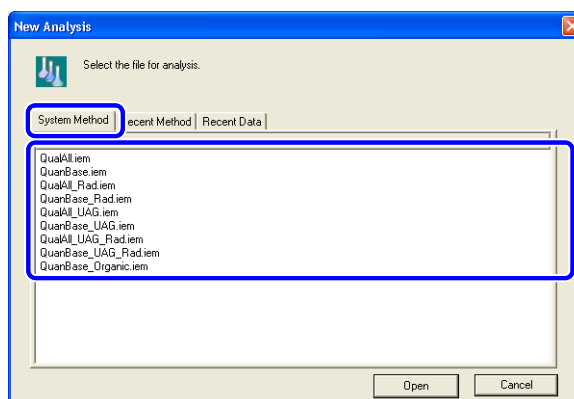 New Analysis
Select the file for analysis.
System Method ecent Method Recent Data
QualAll.iem
QuanBase.iem
QualAll_Rad.iem
QuanBase_Rad.iem
QualAll_UAG.iem
QuanBase_UAG.iem
QualAll_UAG_Rad.iem
QuanBase_UAG_Rad.iem
QuanBase_Organic.iem
Open Cancel